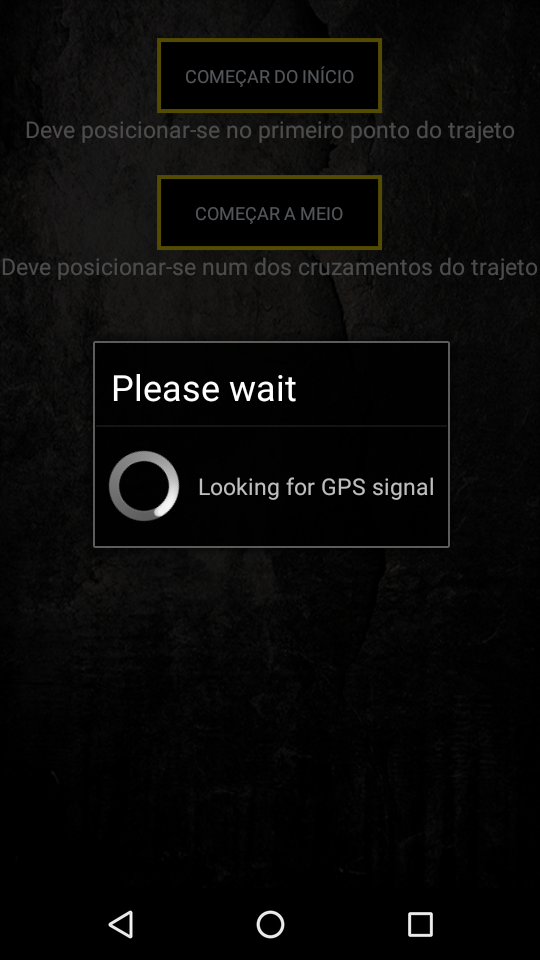 COMEÇAR DO INÍCIO
Deve posicionar-se no primeiro ponto do trajeto
COMEÇAR A MEIO
Deve posicionar-se num dos cruzamentos do trajeto
Please wait
Looking for GPS signal